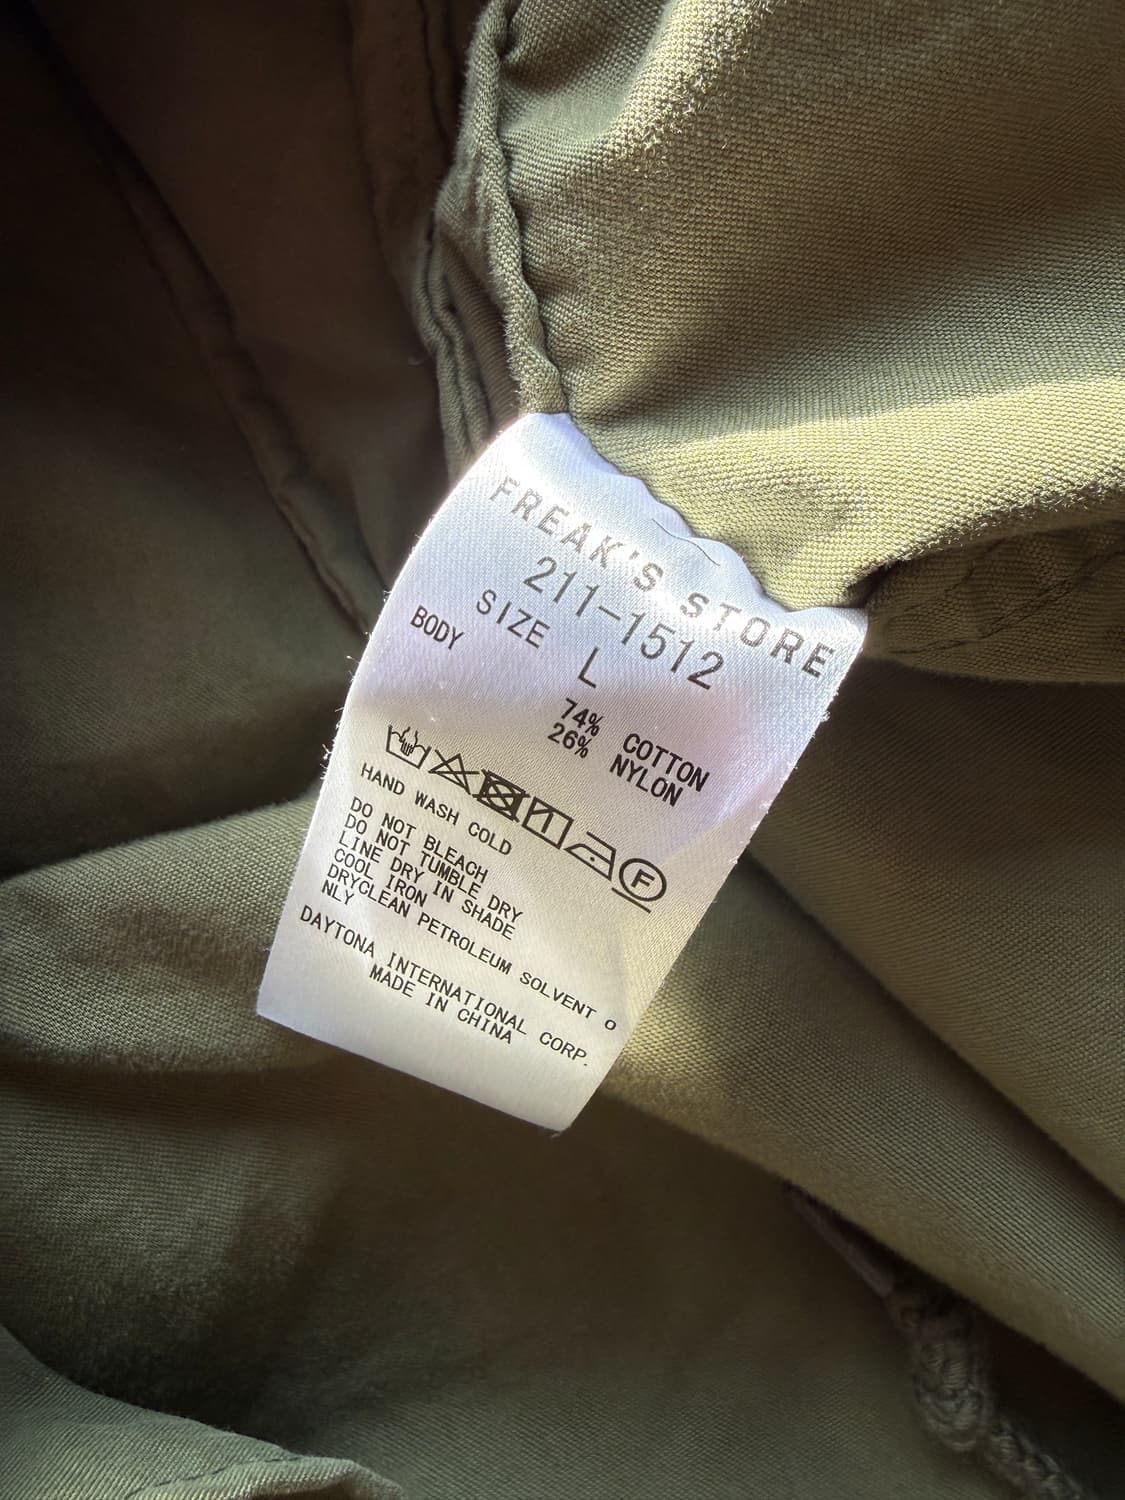 FREAK'S STORE
211-1512
SIZE L
BODY
74% COTTON
26% NYLON
F
HAND WASH COLD
DO NOT BLEACH
DO NOT TUMBLE DRY
LINE DRY IN SHADE
COOL IRON
DRYCLEAN PETROLEUM SOLVENT O
NLY
DAYTONA INTERNATIONAL CORP.
MADE IN CHINA